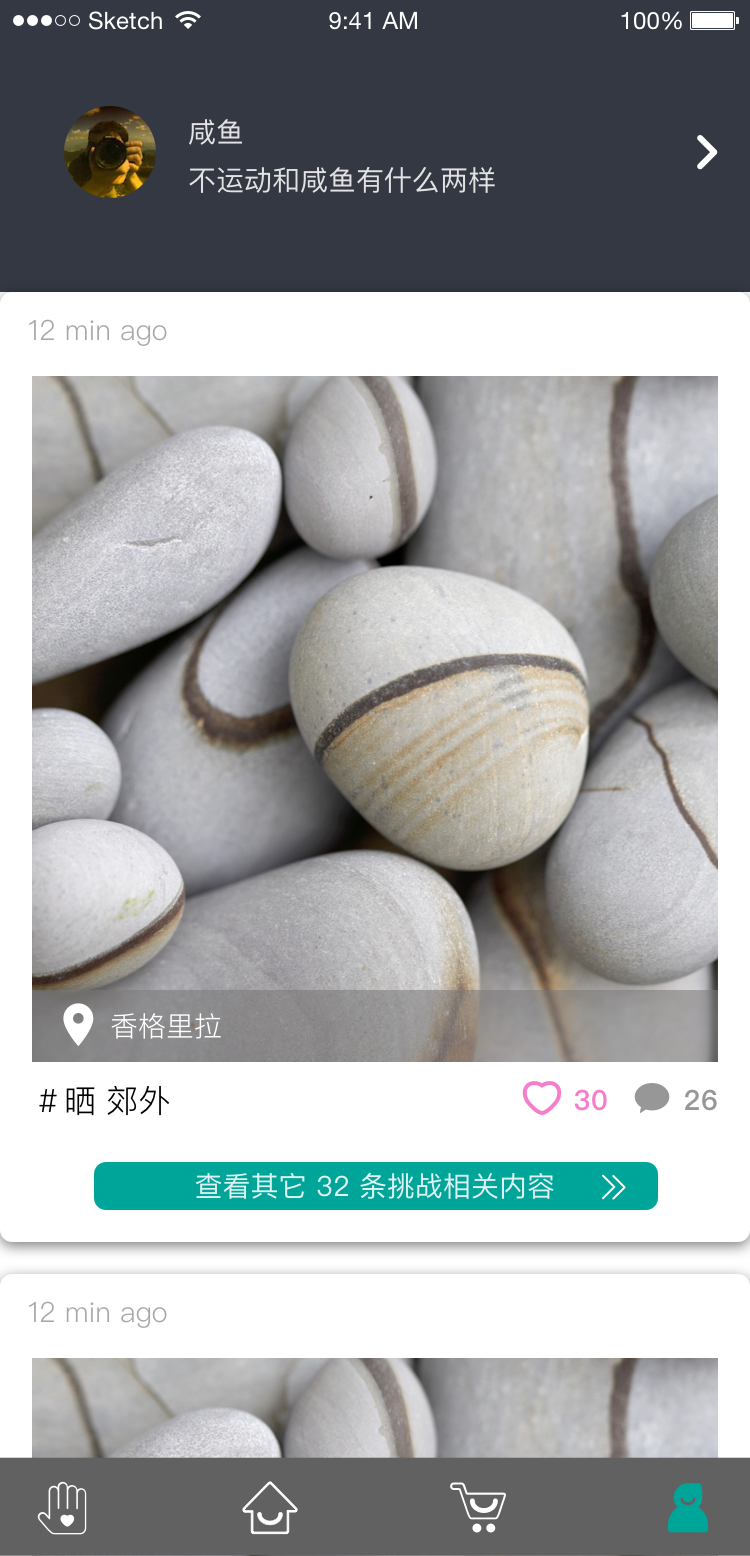 Sketch 9:41 AM 100%
咸鱼
不运动和咸鱼有什么两样
12 min ago
香格里拉
# 晒 郊外 30 26
查看其它 32 条挑战相关内容
12 min ago